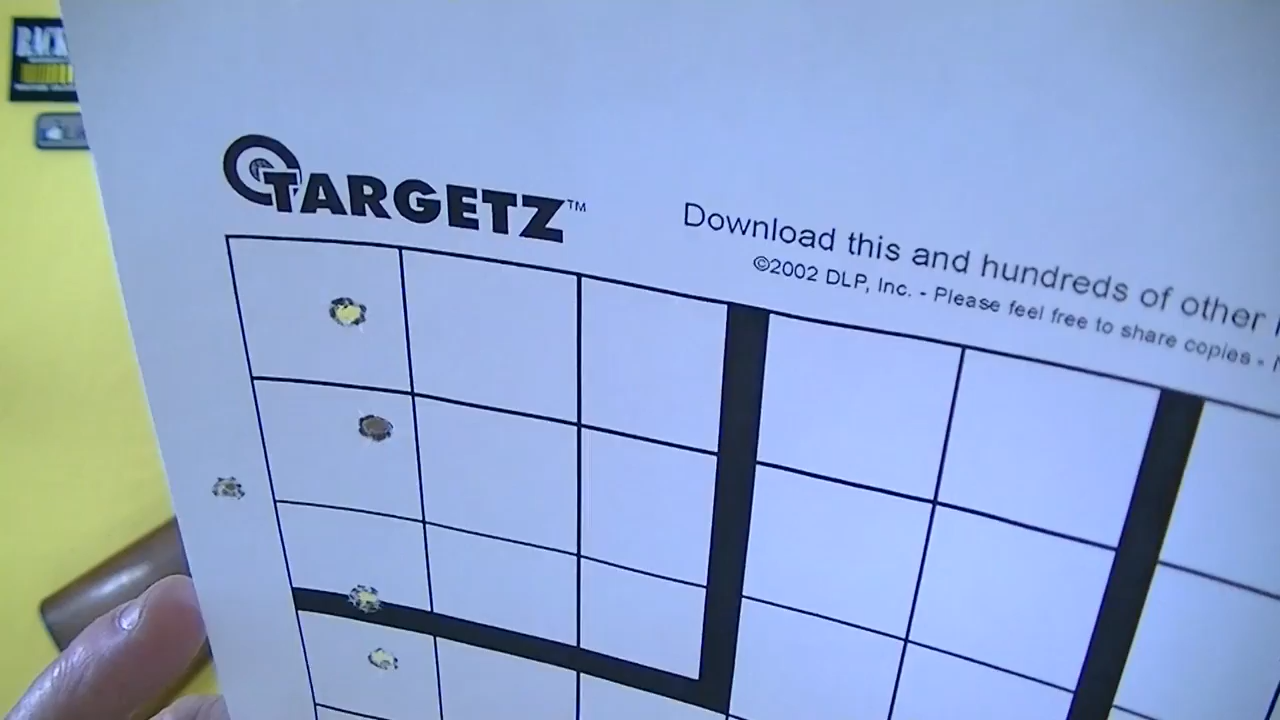 TARGETZ™
Download this and hundreds of other
©2002 DLP, Inc. - Please feel free to share copies -